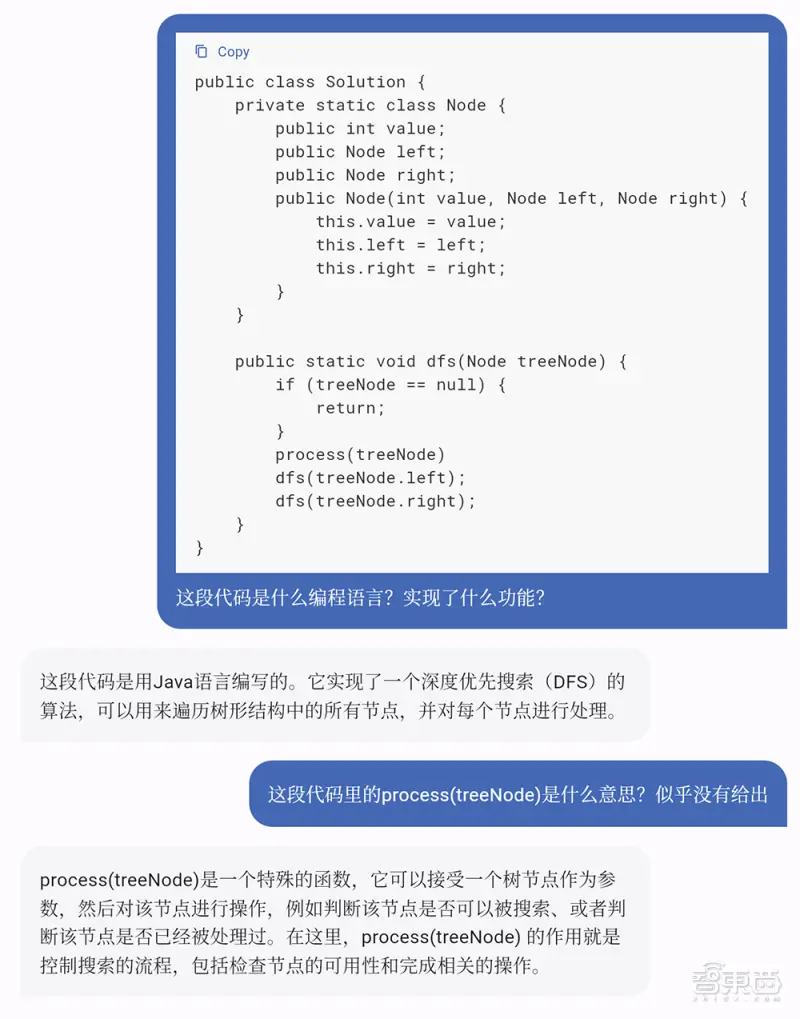 Copy
public class Solution {
    private static class Node {
        public int value;
        public Node left;
        public Node right;
        public Node(int value, Node left, Node right) {
            this.value = value;
            this.left = left;
            this.right = right;
        }
    }

    public static void dfs(Node treeNode) {
        if (treeNode == null) {
            return;
        }
        process(treeNode)
        dfs(treeNode.left);
        dfs(treeNode.right);
    }
}
这段代码是什么编程语言？实现了什么功能？
这段代码是用Java语言编写的。它实现了一个深度优先搜索（DFS）的
算法，可以用来遍历树形结构中的所有节点，并对每个节点进行处理。
这段代码里的process(treeNode)是什么意思？似乎没有给出
process(treeNode)是一个特殊的函数，它可以接受一个树节点作为参
数，然后对该节点进行操作，例如判断该节点是否可以被搜索、或者判
断该节点是否已经被处理过。在这里，process(treeNode) 的作用就是
控制搜索的流程，包括检查节点的可用性和完成相关的操作。
智東西